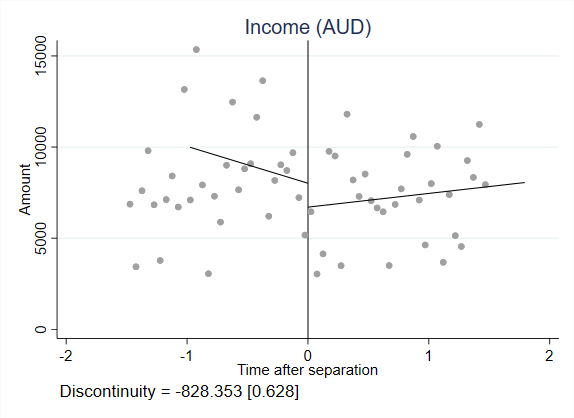 Income (AUD)
15000
10000
5000
0
Amount
-2
-1
0
1
2
Time after separation
Discontinuity = -828.353 [0.628]